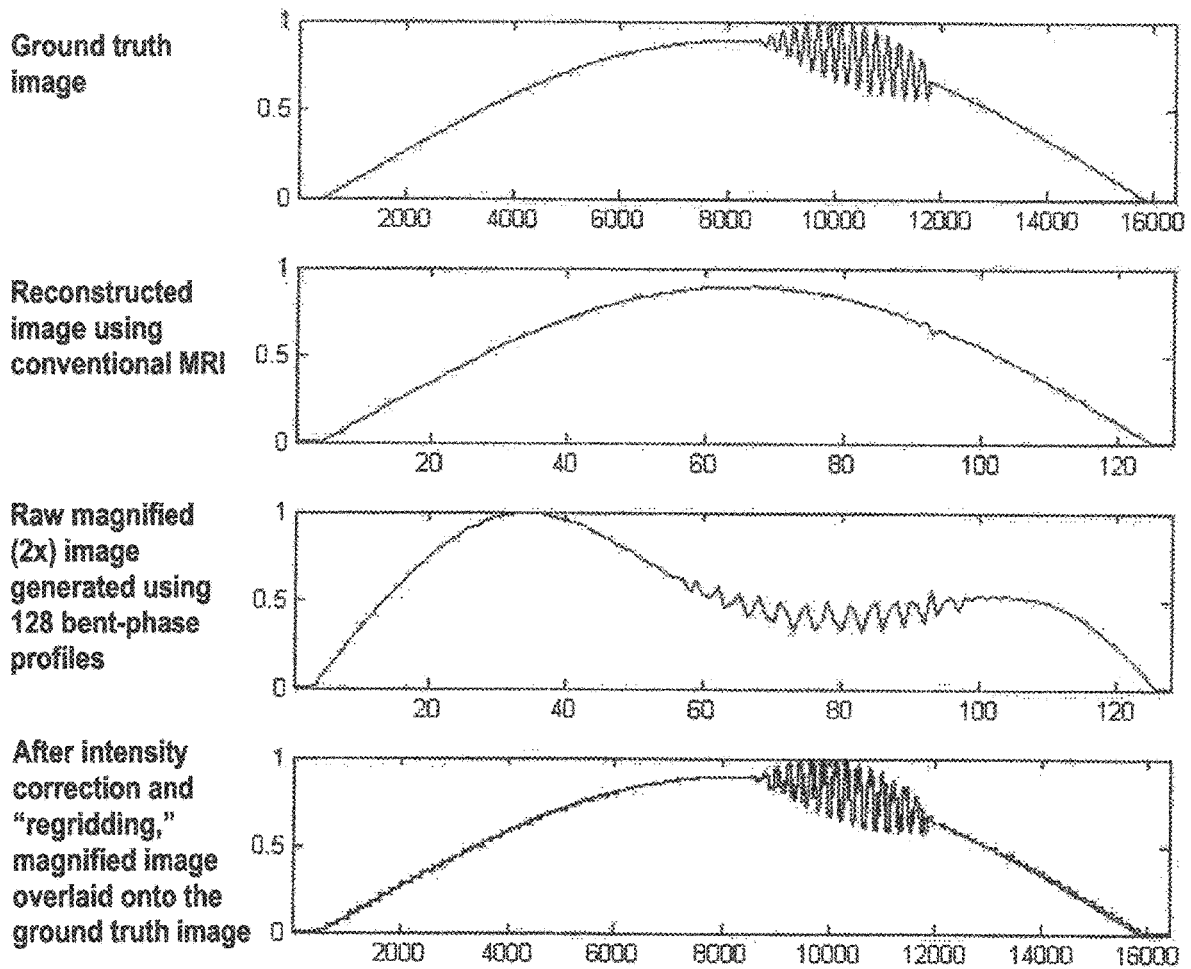 Ground truth
image
1
0.5
0
2000 4000 6000 8000 10000 12000 14000 16000
Reconstructed
image using
conventional MRI
1
0.5
0
20 40 60 80 100 120
Raw magnified
(2x) image
generated using
128 bent-phase
profiles
1
0.5
0
20 40 60 80 100 120
After intensity
correction and
“regridding,”
magnified image
overlaid onto the
ground truth image
1
0.5
0
2000 4000 6000 8000 10000 12000 14000 16000